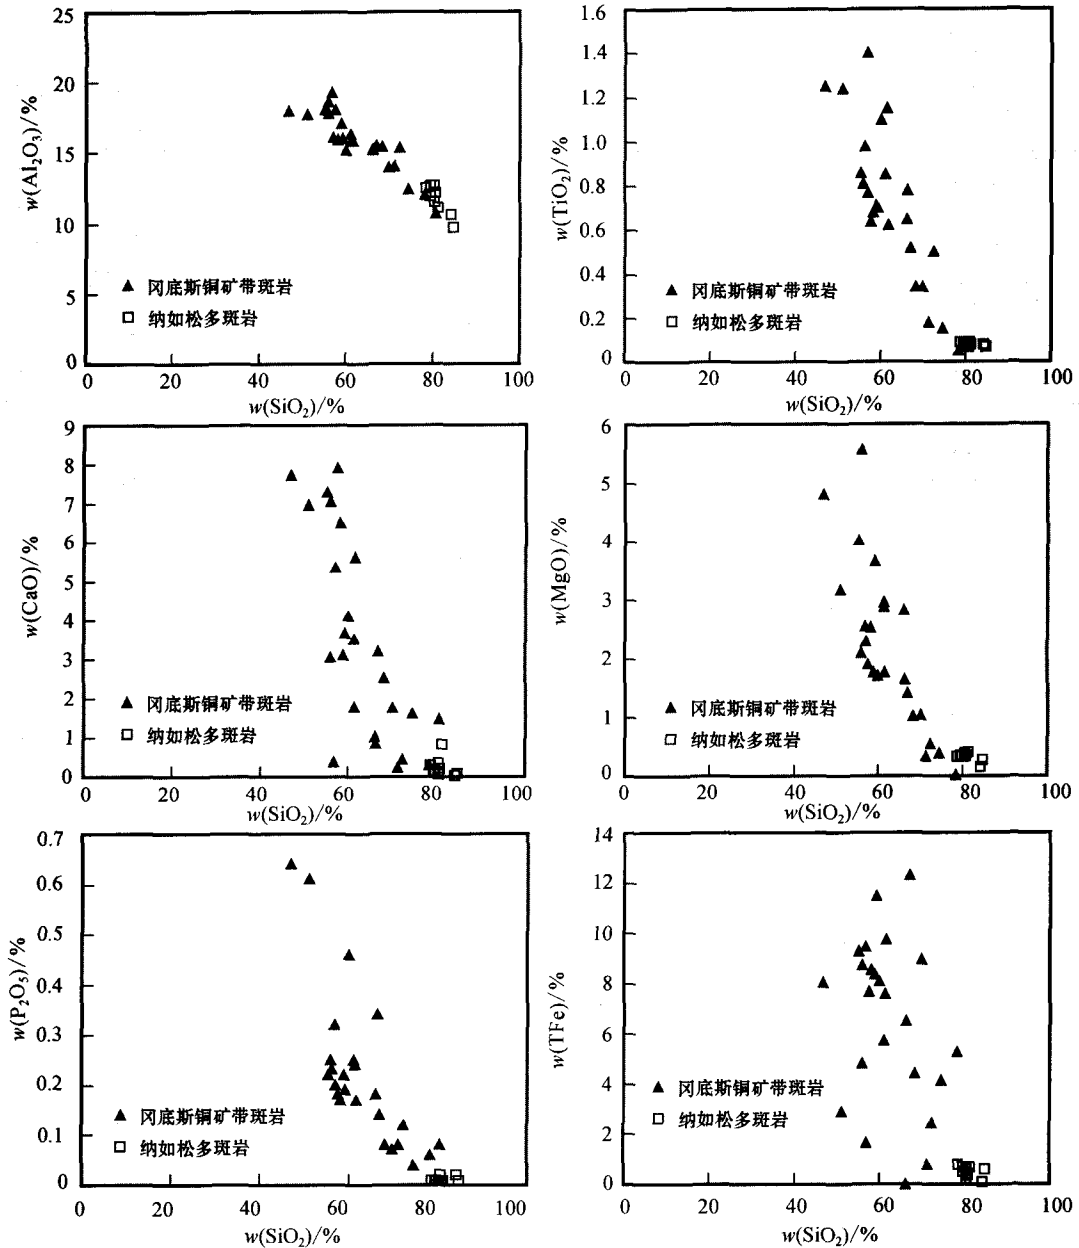 25
20
15
10
5
0
w(Al₂O₃)/%
▲ 冈底斯铜矿带斑岩
□ 纳如松多斑岩
0 20 40 60 80 100
w(SiO₂)/%
1.6
1.4
1.2
1.0
0.8
0.6
0.4
0.2
0
w(TiO₂)/%
▲ 冈底斯铜矿带斑岩
□ 纳如松多斑岩
0 20 40 60 80 100
w(SiO₂)/%
9
8
7
6
5
4
3
2
1
0
w(CaO)/%
▲ 冈底斯铜矿带斑岩
□ 纳如松多斑岩
0 20 40 60 80 100
w(SiO₂)/%
6
5
4
3
2
1
0
w(MgO)/%
▲ 冈底斯铜矿带斑岩
□ 纳如松多斑岩
0 20 40 60 80 100
w(SiO₂)/%
0.7
0.6
0.5
0.4
0.3
0.2
0.1
0
w(P₂O₅)/%
▲ 冈底斯铜矿带斑岩
□ 纳如松多斑岩
0 20 40 60 80 100
w(SiO₂)/%
14
12
10
8
6
4
2
0
w(TFe)/%
▲ 冈底斯铜矿带斑岩
□ 纳如松多斑岩
0 20 40 60 80 100
w(SiO₂)/%